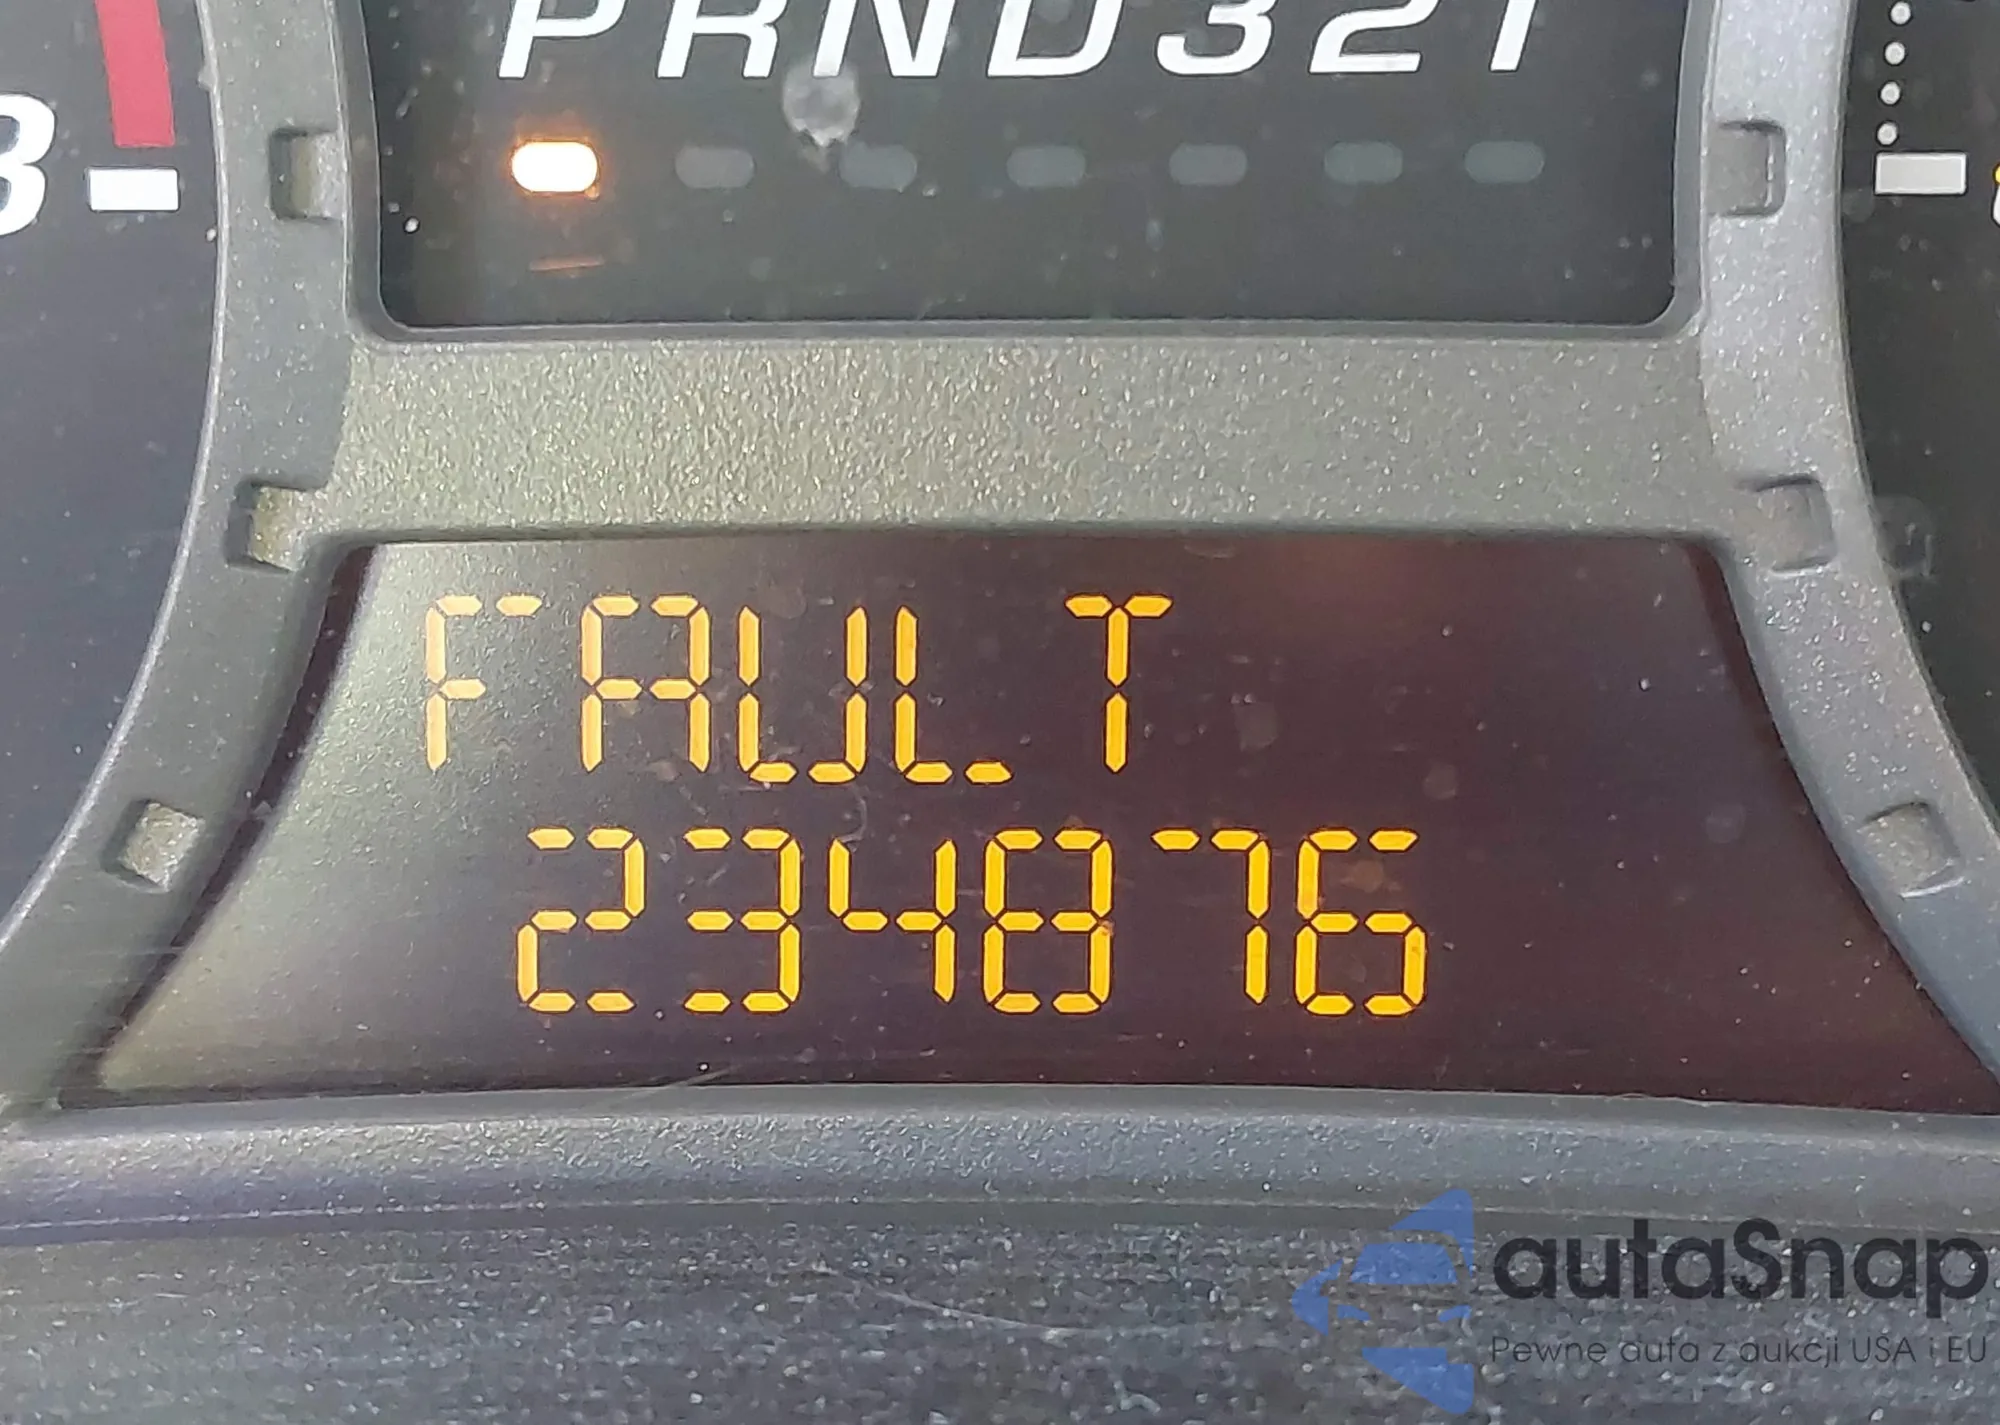 PRND321
FAULT
234876
autaSnap
Pewne auta z aukcji USA i EU